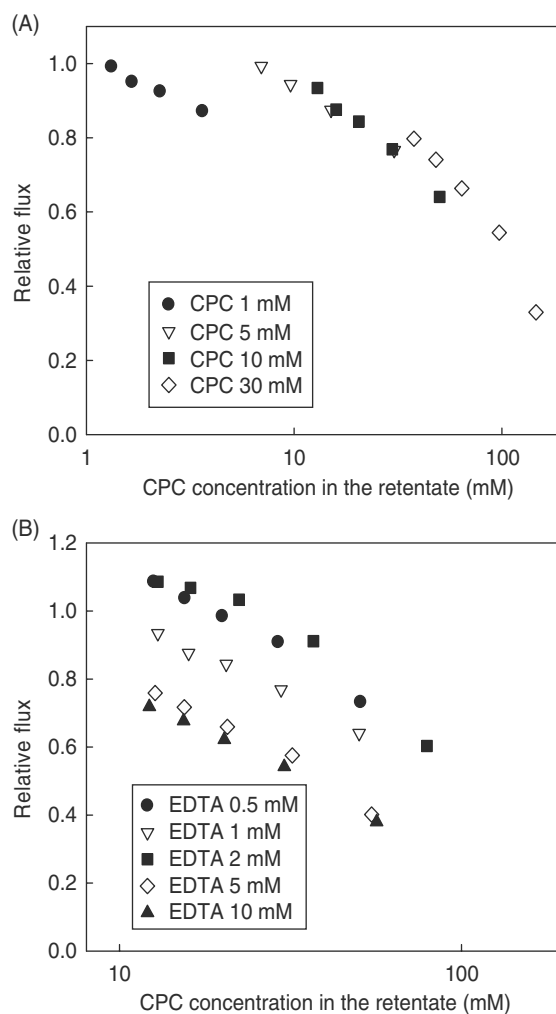 (A)
1.0
0.8
0.6
0.4
0.2
0.0
Relative flux
CPC 1 mM
CPC 5 mM
CPC 10 mM
CPC 30 mM
1 10 100
CPC concentration in the retentate (mM)
(B)
1.2
1.0
0.8
0.6
0.4
0.2
0.0
Relative flux
EDTA 0.5 mM
EDTA 1 mM
EDTA 2 mM
EDTA 5 mM
EDTA 10 mM
10 100
CPC concentration in the retentate (mM)